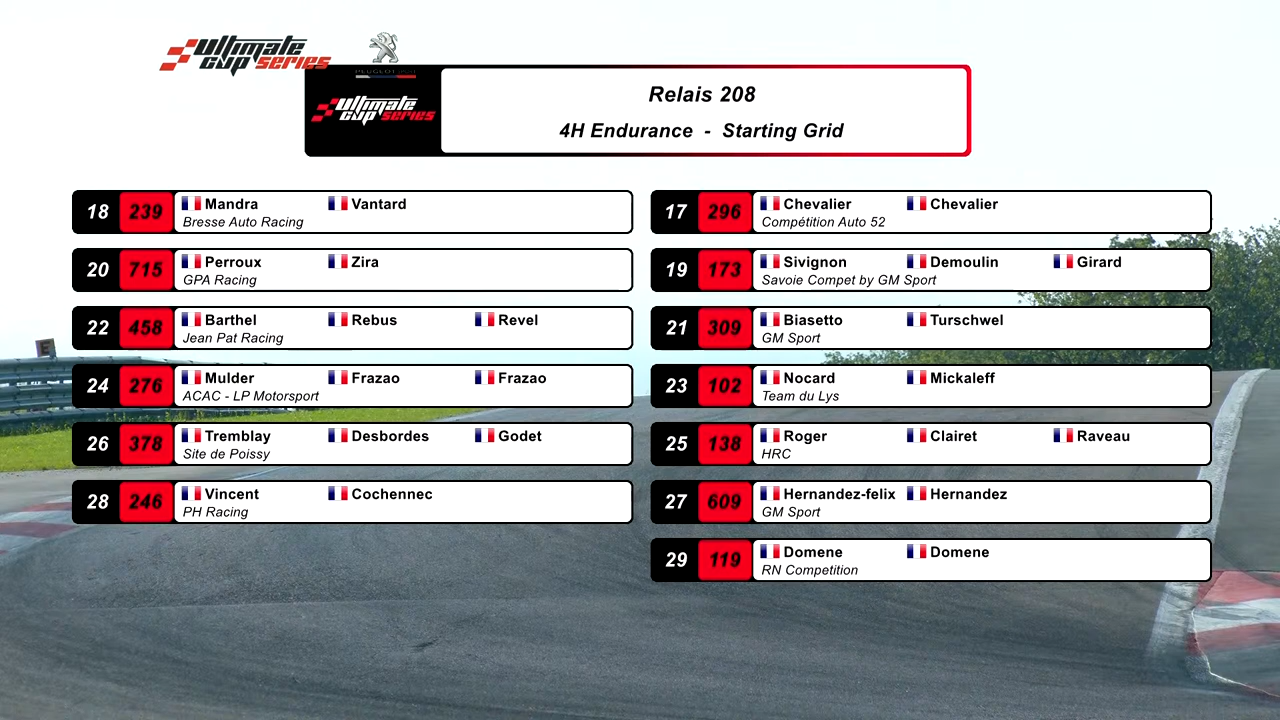 ultimate
cup series
PEUGEOT
ultimate
cup series
Relais 208
4H Endurance - Starting Grid
18 239 Mandra Vantard
Bresse Auto Racing
17 296 Chevalier Chevalier
Compétition Auto 52
20 715 Perroux Zira
GPA Racing
19 173 Sivignon Demoulin Girard
Savoie Compet by GM Sport
22 458 Barthel Rebus Revel
Jean Pat Racing
21 309 Biasetto Turschwel
GM Sport
24 276 Mulder Frazao Frazao
ACAC - LP Motorsport
23 102 Nocard Mickaleff
Team du Lys
26 378 Tremblay Desbordes Godet
Site de Poissy
25 138 Roger Clairet Raveau
HRC
28 246 Vincent Cochennec
PH Racing
27 609 Hernandez-felix Hernandez
GM Sport
29 119 Domene Domene
RN Competition